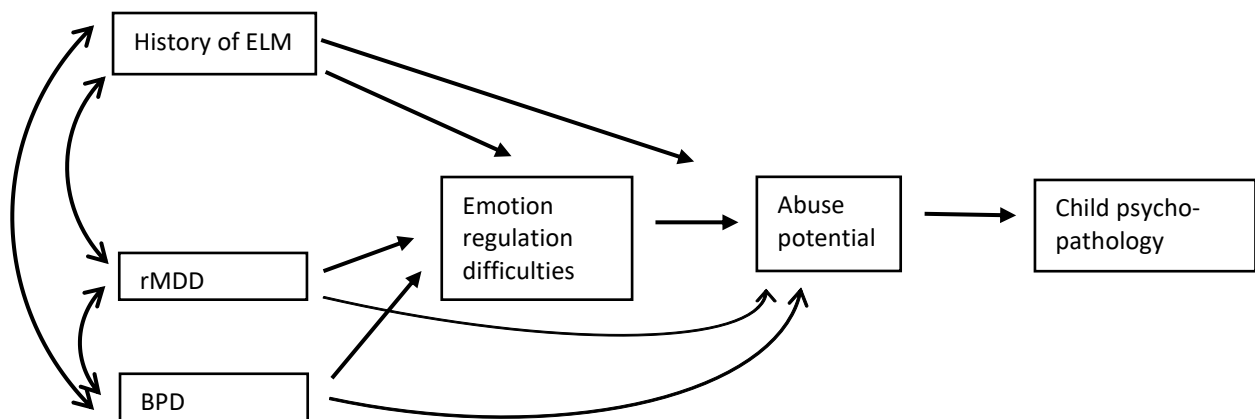 History of ELM
Emotion
regulation
difficulties
Abuse
potential
Child psycho-
pathology
rMDD
BPD